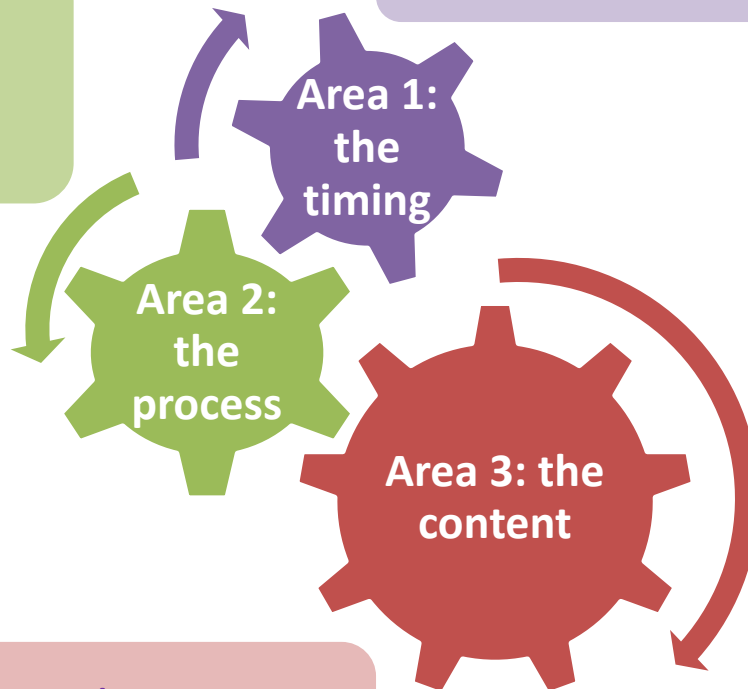 Area 1:
the
timing
Area 2:
the
process
Area 3: the
content